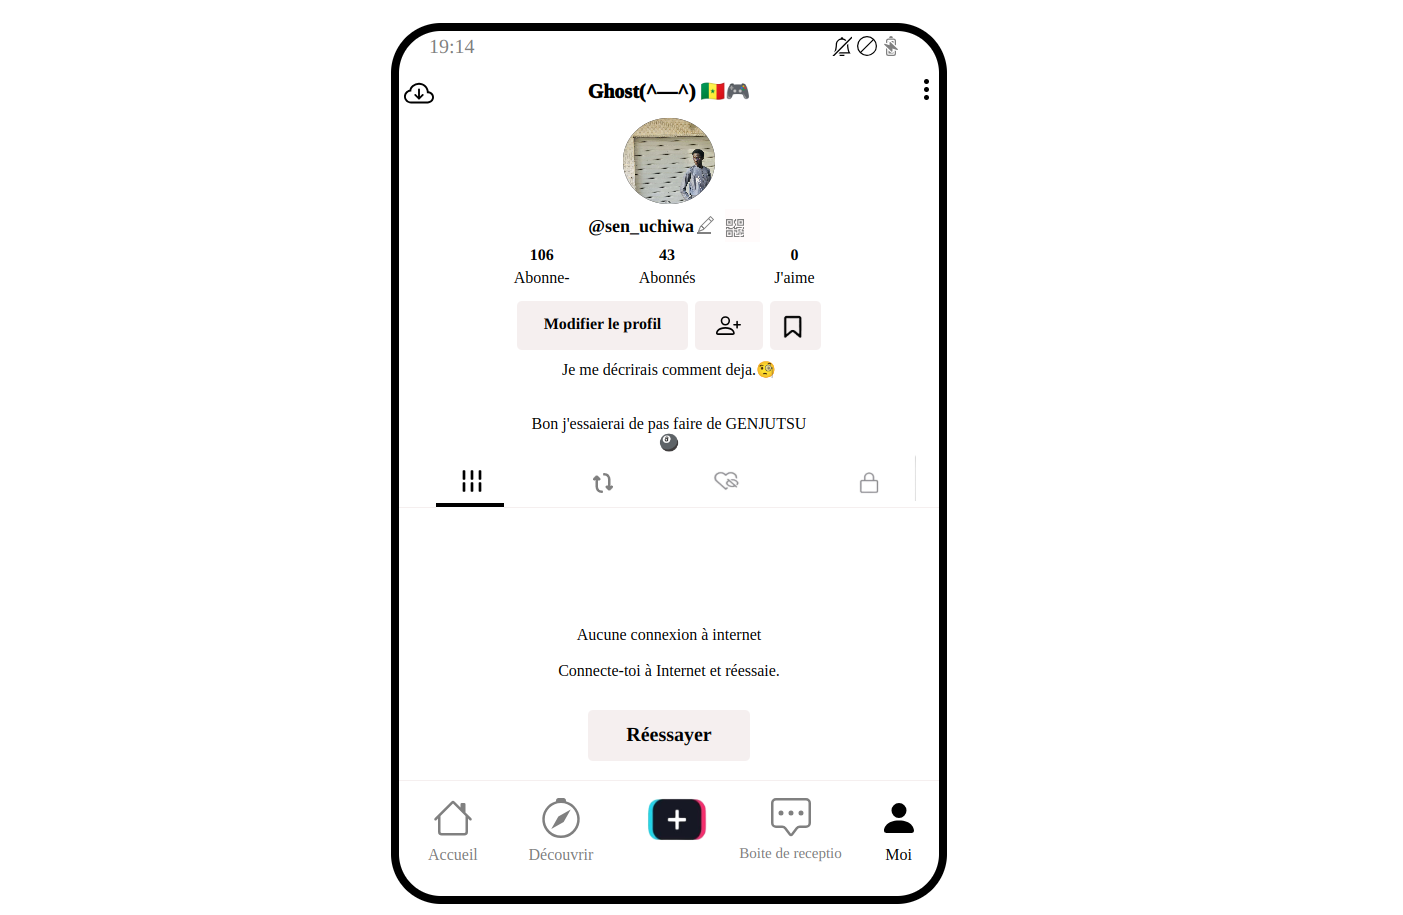 19:14
Ghost(^—^) 🇸🇳🎮
@sen_uchiwa
106 43 0
Abonne- Abonnés J'aime
Modifier le profil
Je me décrirais comment deja.🧐
Bon j'essaierai de pas faire de GENJUTSU
🎱
Aucune connexion à internet
Connecte-toi à Internet et réessaie.
Réessayer
Accueil Découvrir Boite de receptio Moi